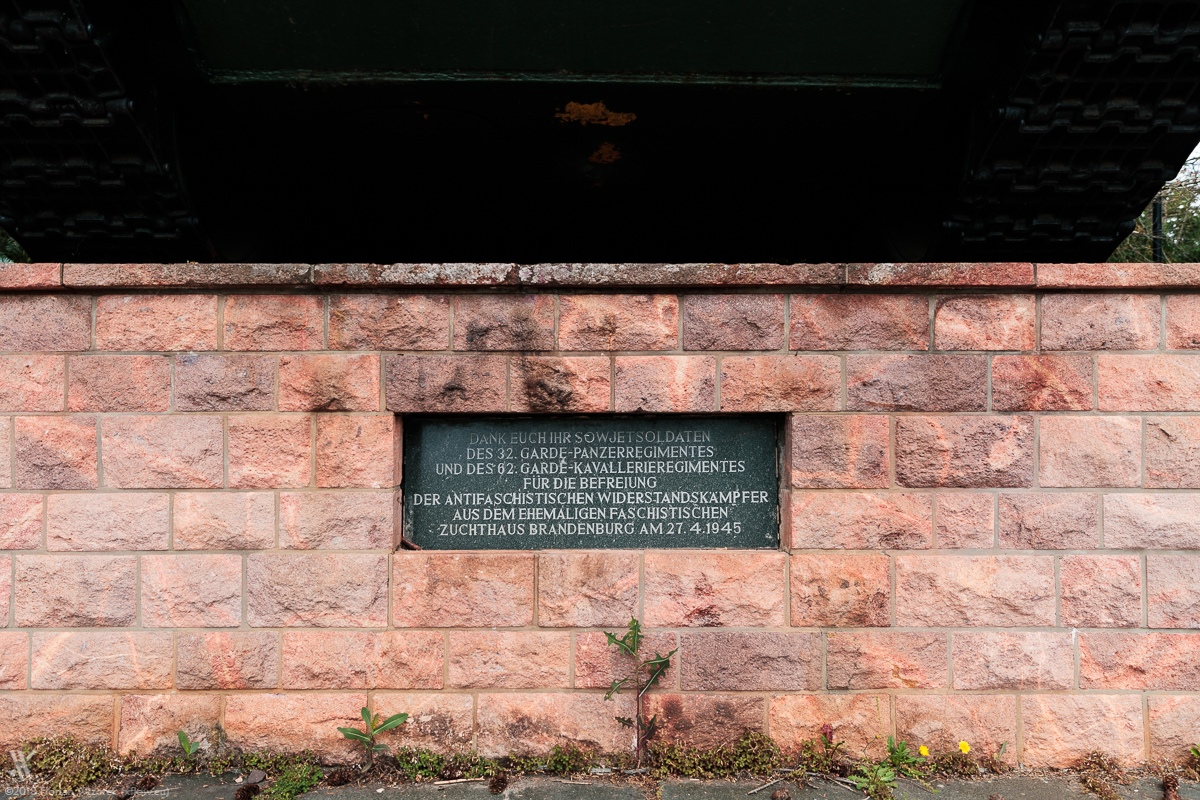 DANK EUCH IHR SOWJETSOLDATEN
DES 32. GARDE-PANZERREGIMENTES
UND DES 62. GARDE-KAVALLERIEREGIMENTES
FÜR DIE BEFREIUNG
DER ANTIFASCHISTISCHEN WIDERSTANDSKÄMPFER
AUS DEM EHEMALIGEN FASCHISTISCHEN
ZUCHTHAUS BRANDENBURG AM 27.4.1945